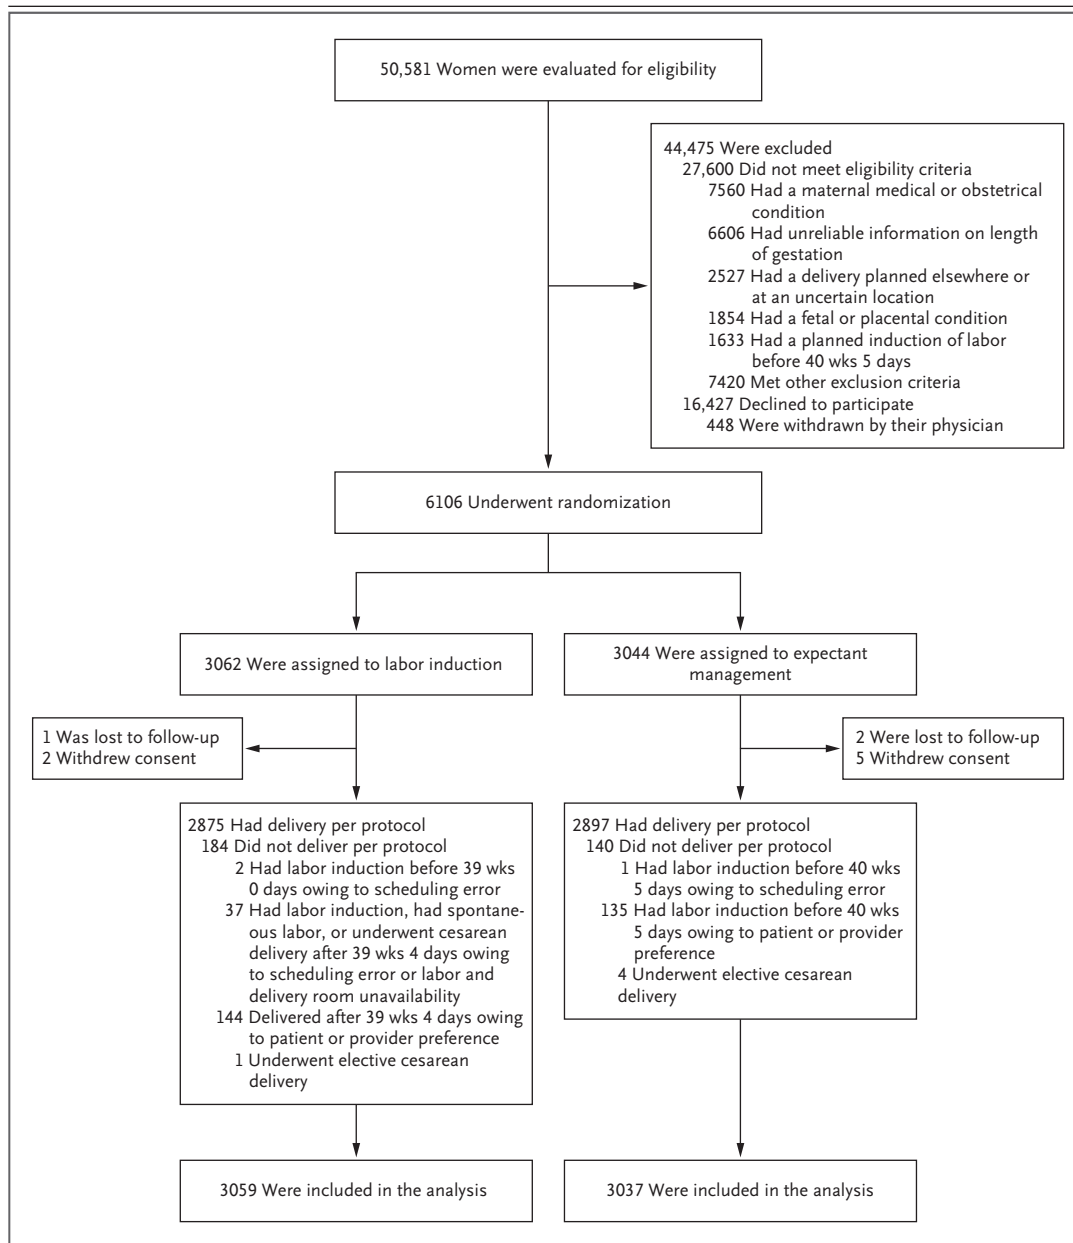 50,581 Women were evaluated for eligibility
44,475 Were excluded
27,600 Did not meet eligibility criteria
7560 Had a maternal medical or obstetrical
condition
6606 Had unreliable information on length
of gestation
2527 Had a delivery planned elsewhere or
at an uncertain location
1854 Had a fetal or placental condition
1633 Had a planned induction of labor
before 40 wks 5 days
7420 Met other exclusion criteria
16,427 Declined to participate
448 Were withdrawn by their physician
6106 Underwent randomization
3062 Were assigned to labor induction
3044 Were assigned to expectant
management
1 Was lost to follow-up
2 Withdrew consent
2 Were lost to follow-up
5 Withdrew consent
2875 Had delivery per protocol
184 Did not deliver per protocol
2 Had labor induction before 39 wks
0 days owing to scheduling error
37 Had labor induction, had spontane-
ous labor, or underwent cesarean
delivery after 39 wks 4 days owing
to scheduling error or labor and
delivery room unavailability
144 Delivered after 39 wks 4 days owing
to patient or provider preference
1 Underwent elective cesarean
delivery
2897 Had delivery per protocol
140 Did not deliver per protocol
1 Had labor induction before 40 wks
5 days owing to scheduling error
135 Had labor induction before 40 wks
5 days owing to patient or provider
preference
4 Underwent elective cesarean
delivery
3059 Were included in the analysis
3037 Were included in the analysis